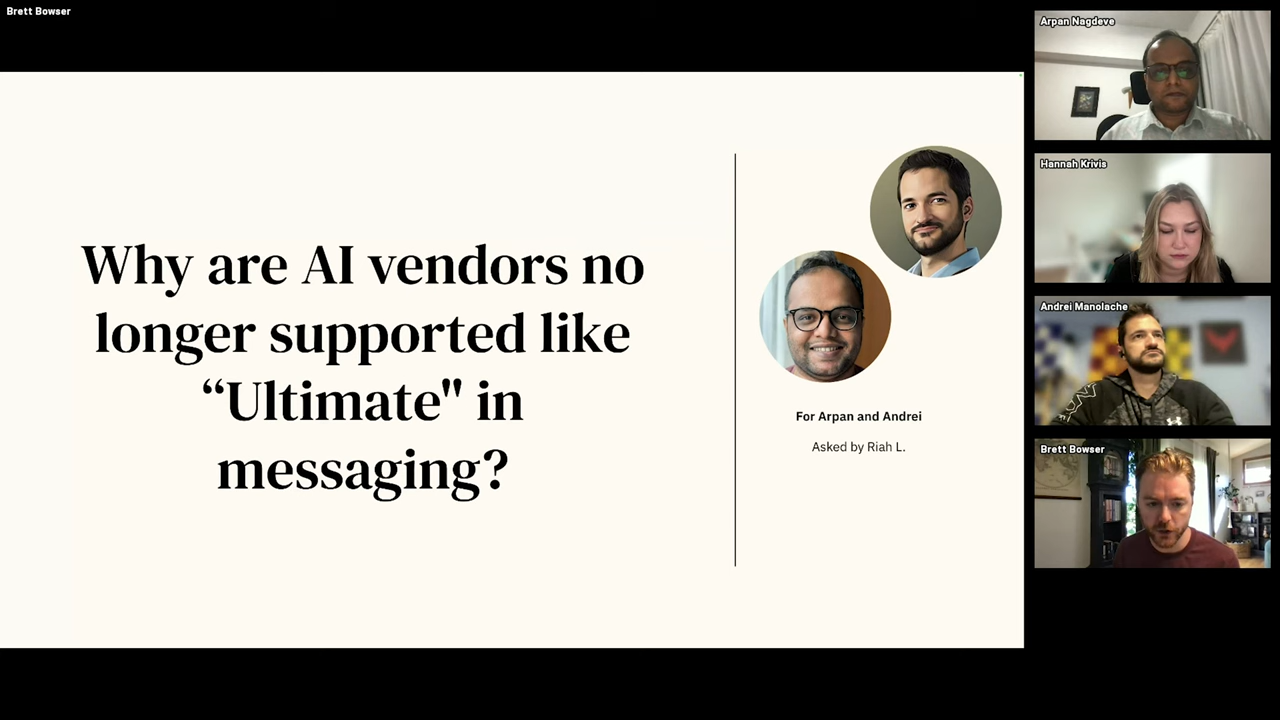 Brett Bowser
Why are AI vendors no
longer supported like
“Ultimate" in
messaging?
For Arpan and Andrei
Asked by Riah L.
Arpan Nagdeve
Hannah Krivis
Andrei Manolache
Brett Bowser